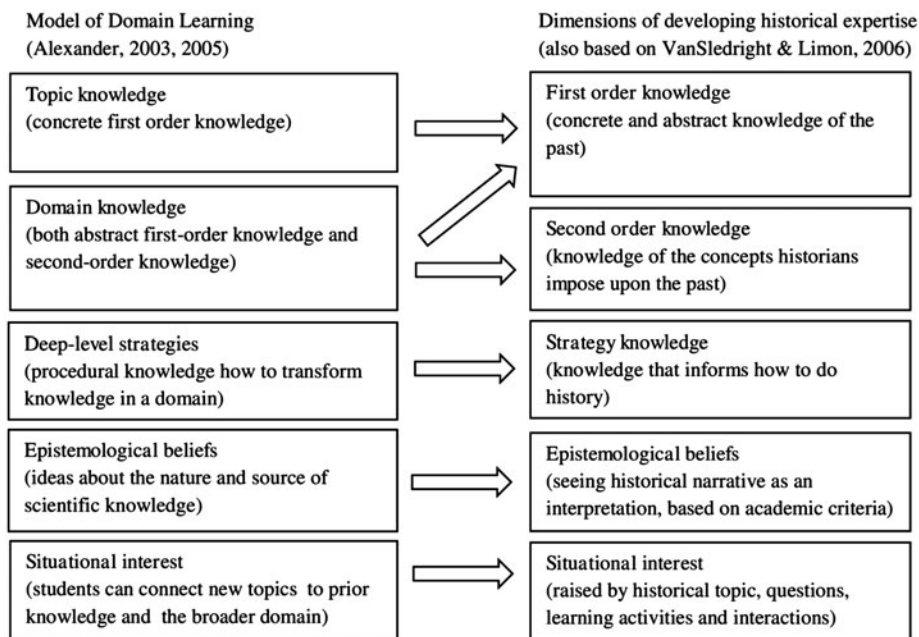 Model of Domain Learning
(Alexander, 2003, 2005)
Topic knowledge
(concrete first order knowledge)
Domain knowledge
(both abstract first-order knowledge and
second-order knowledge)
Deep-level strategies
(procedural knowledge how to transform
knowledge in a domain)
Epistemological beliefs
(ideas about the nature and source of
scientific knowledge)
Situational interest
(students can connect new topics to prior
knowledge and the broader domain)
Dimensions of developing historical expertise
(also based on VanSledright & Limon, 2006)
First order knowledge
(concrete and abstract knowledge of the
past)
Second order knowledge
(knowledge of the concepts historians
impose upon the past)
Strategy knowledge
(knowledge that informs how to do
history)
Epistemological beliefs
(seeing historical narrative as an
interpretation, based on academic criteria)
Situational interest
(raised by historical topic, questions,
learning activities and interactions)